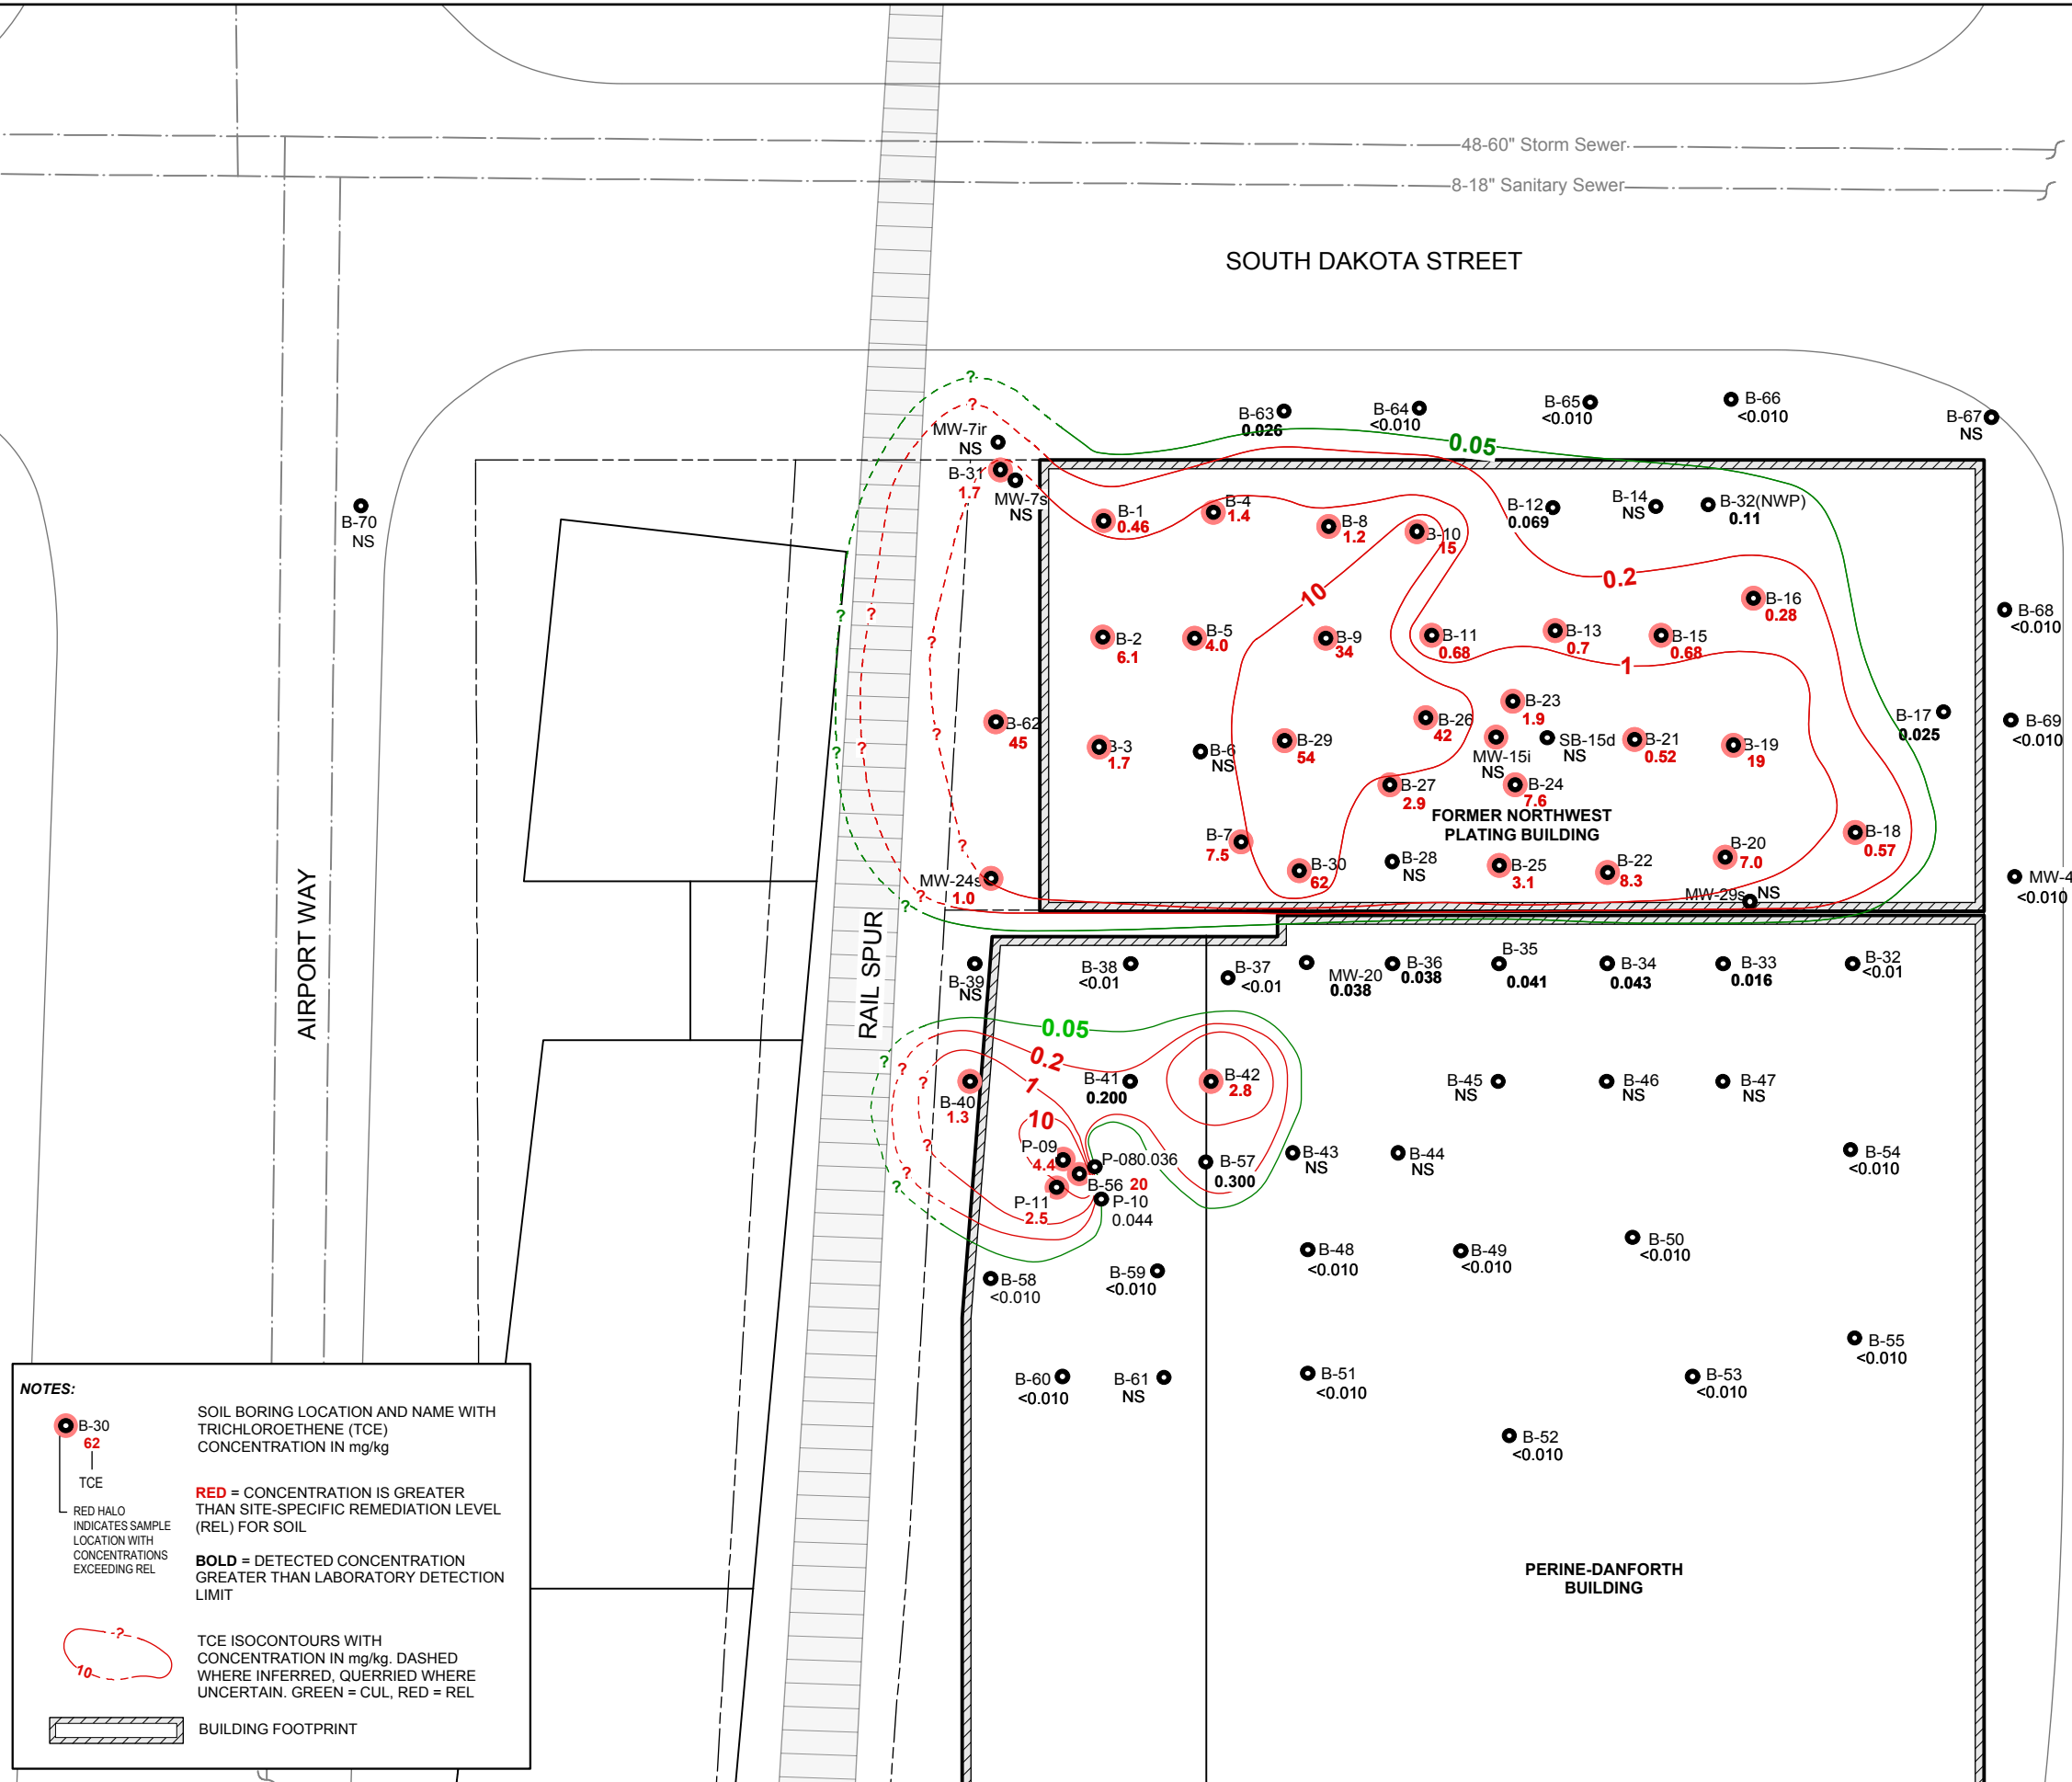 48-60" Storm Sewer
8-18" Sanitary Sewer
SOUTH DAKOTA STREET
AIRPORT WAY
RAIL SPUR
B-70
NS
MW-7ir
NS
B-31
1.7
MW-7s
NS
B-63
0.026
B-64
<0.010
B-65
<0.010
B-66
<0.010
B-67
NS
0.05
B-1
0.46
B-4
1.4
B-8
1.2
B-10
15
B-12
0.069
B-14
NS
B-32(NWP)
0.11
10
0.2
B-16
0.28
B-68
<0.010
B-2
6.1
B-5
4.0
B-9
34
B-11
0.68
B-13
0.7
B-15
0.68
1
B-62
45
B-3
1.7
B-6
NS
B-29
54
B-26
42
B-23
1.9
MW-15i
NS
SB-15d
NS
B-21
0.52
B-19
19
B-17
0.025
B-69
<0.010
B-27
2.9
B-24
7.6
FORMER NORTHWEST
PLATING BUILDING
B-7
7.5
B-30
62
B-28
NS
B-25
3.1
B-22
8.3
B-20
7.0
B-18
0.57
MW-24s
1.0
MW-29s
NS
MW-4
<0.010
B-39
NS
B-38
<0.01
B-37
<0.01
MW-20
0.038
B-36
0.038
B-35
0.041
B-34
0.043
B-33
0.016
B-32
<0.01
0.05
0.2
1
10
B-40
1.3
B-41
0.200
B-42
2.8
B-45
NS
B-46
NS
B-47
NS
P-09
4.4
P-08 0.036
B-56 20
P-11
2.5
P-10
0.044
B-57
0.300
B-43
NS
B-44
NS
B-54
<0.010
B-58
<0.010
B-59
<0.010
B-48
<0.010
B-49
<0.010
B-50
<0.010
B-55
<0.010
B-60
<0.010
B-61
NS
B-51
<0.010
B-53
<0.010
B-52
<0.010
PERINE-DANFORTH
BUILDING
? ? ? ? ? ? ? ? ? ? ? ? ? ? ? ? ? ? ? ?
NOTES:
B-30
62
TCE
RED HALO
INDICATES SAMPLE
LOCATION WITH
CONCENTRATIONS
EXCEEDING REL
SOIL BORING LOCATION AND NAME WITH
TRICHLOROETHENE (TCE)
CONCENTRATION IN mg/kg
RED = CONCENTRATION IS GREATER
THAN SITE-SPECIFIC REMEDIATION LEVEL
(REL) FOR SOIL
BOLD = DETECTED CONCENTRATION
GREATER THAN LABORATORY DETECTION
LIMIT
?
10
TCE ISOCONTOURS WITH
CONCENTRATION IN mg/kg. DASHED
WHERE INFERRED, QUERRIED WHERE
UNCERTAIN. GREEN = CUL, RED = REL
BUILDING FOOTPRINT